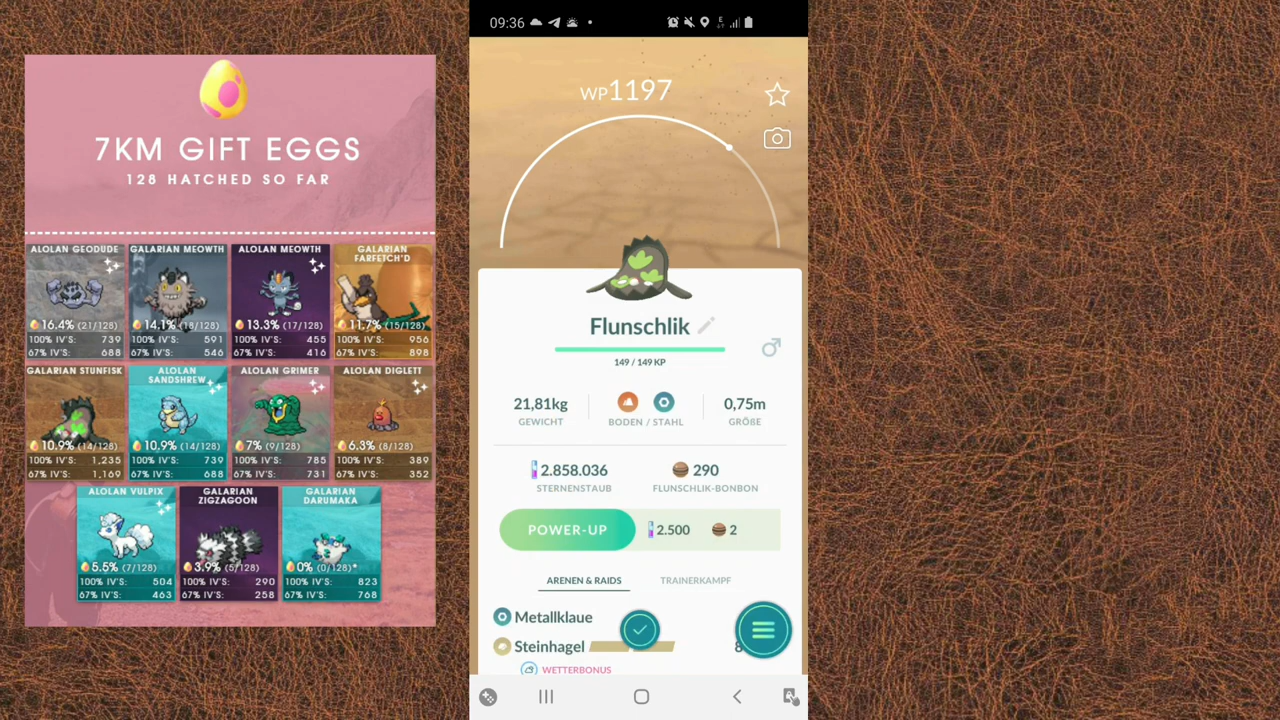 7KM GIFT EGGS
128 HATCHED SO FAR
ALOLAN GEODUDE
16.4% (21/128)
100% IV'S: 739
67% IV'S: 688
GALARIAN MEOWTH
14.1% (18/128)
100% IV'S: 591
67% IV'S: 546
ALOLAN MEOWTH
13.3% (17/128)
100% IV'S: 455
67% IV'S: 416
GALARIAN
FARFETCH'D
11.7% (15/128)
100% IV'S: 956
67% IV'S: 898
GALARIAN STUNFISK
10.9% (14/128)
100% IV'S: 1,235
67% IV'S: 1,169
ALOLAN
SANDSHREW
10.9% (14/128)
100% IV'S: 739
67% IV'S: 688
ALOLAN GRIMER
7% (9/128)
100% IV'S: 785
67% IV'S: 731
ALOLAN DIGLETT
6.3% (8/128)
100% IV'S: 389
67% IV'S: 352
ALOLAN VULPIX
5.5% (7/128)
100% IV'S: 504
67% IV'S: 463
GALARIAN
ZIGZAGOON
3.9% (5/128)
100% IV'S: 290
67% IV'S: 258
GALARIAN
DARUMAKA
0% (0/128)*
100% IV'S: 823
67% IV'S: 768
09:36
WP1197
Flunschlik
149 / 149 KP
21,81kg
GEWICHT
BODEN / STAHL
0,75m
GRÖßE
2.858.036
STERNENSTAUB
290
FLUNSCHLIK-BONBON
POWER-UP 2.500 2
ARENEN & RAIDS TRAINERKAMPF
Metallklaue
Steinhagel
WETTERBONUS